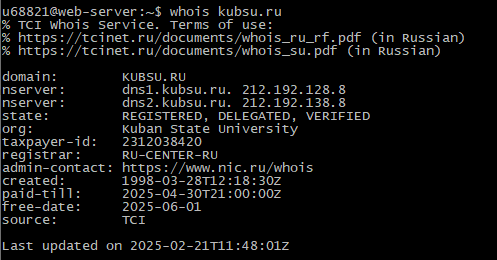 u68821@web-server:~$ whois kubsu.ru
% TCI Whois Service. Terms of use:
% https://tcinet.ru/documents/whois_ru_rf.pdf (in Russian)
% https://tcinet.ru/documents/whois_su.pdf (in Russian)

domain:        KUBSU.RU
nserver:       dns1.kubsu.ru. 212.192.128.8
nserver:       dns2.kubsu.ru. 212.192.138.8
state:         REGISTERED, DELEGATED, VERIFIED
org:           Kuban State University
taxpayer-id:   2312038420
registrar:     RU-CENTER-RU
admin-contact: https://www.nic.ru/whois
created:       1998-03-28T12:18:30Z
paid-till:     2025-04-30T21:00:00Z
free-date:     2025-06-01
source:        TCI

Last updated on 2025-02-21T11:48:01Z